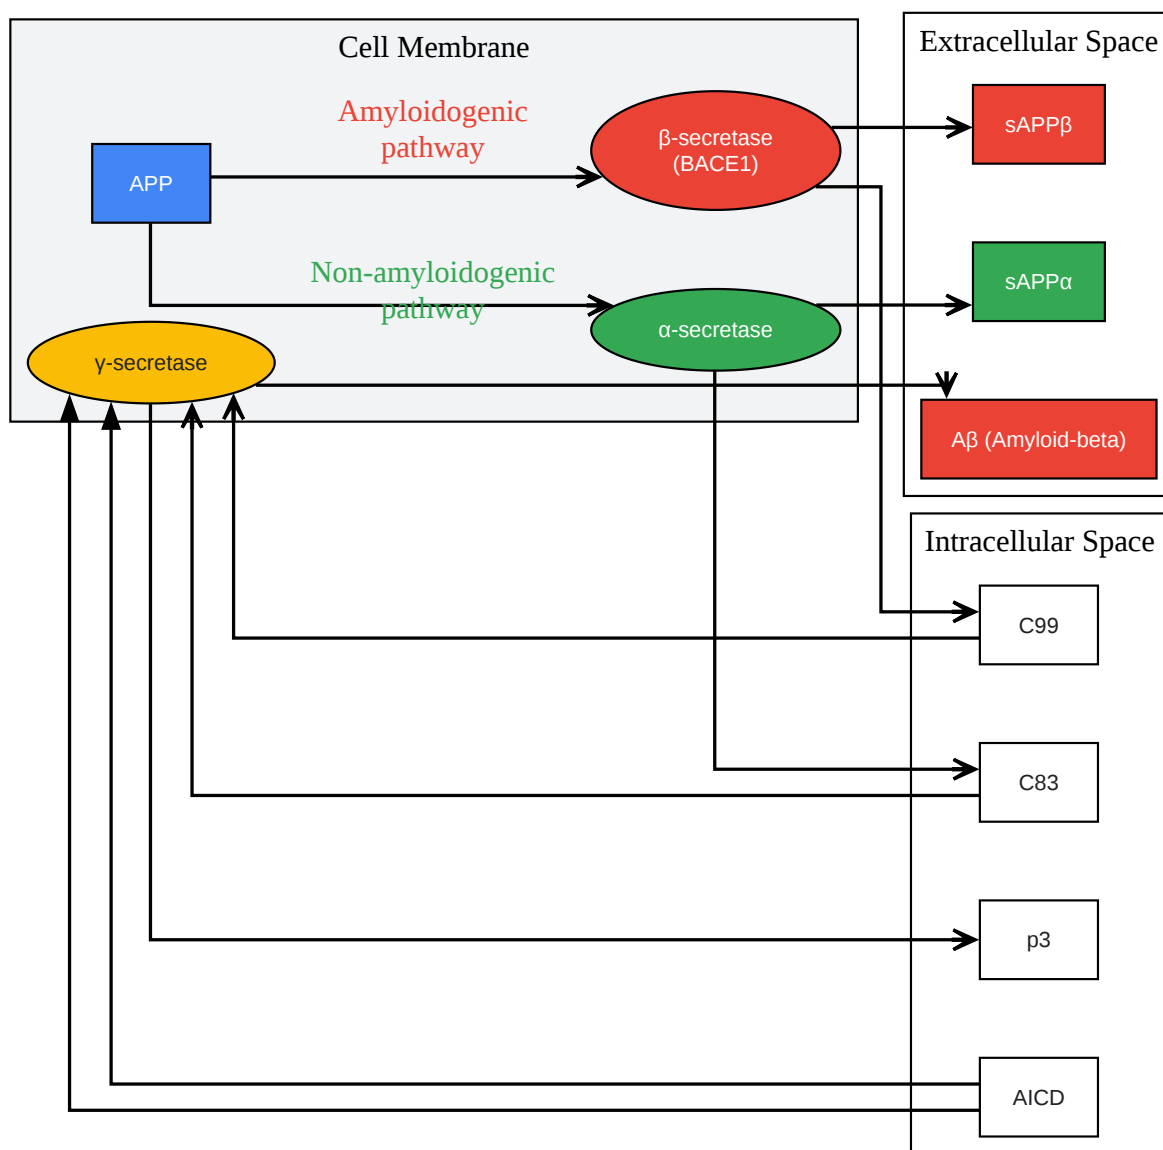 Cell Membrane
Extracellular Space
Amyloidogenic
pathway
β-secretase
(BACE1)
sAPPβ
APP
Non-amyloidogenic
pathway
sAPPα
α-secretase
γ-secretase
Aβ (Amyloid-beta)
Intracellular Space
C99
C83
p3
AICD